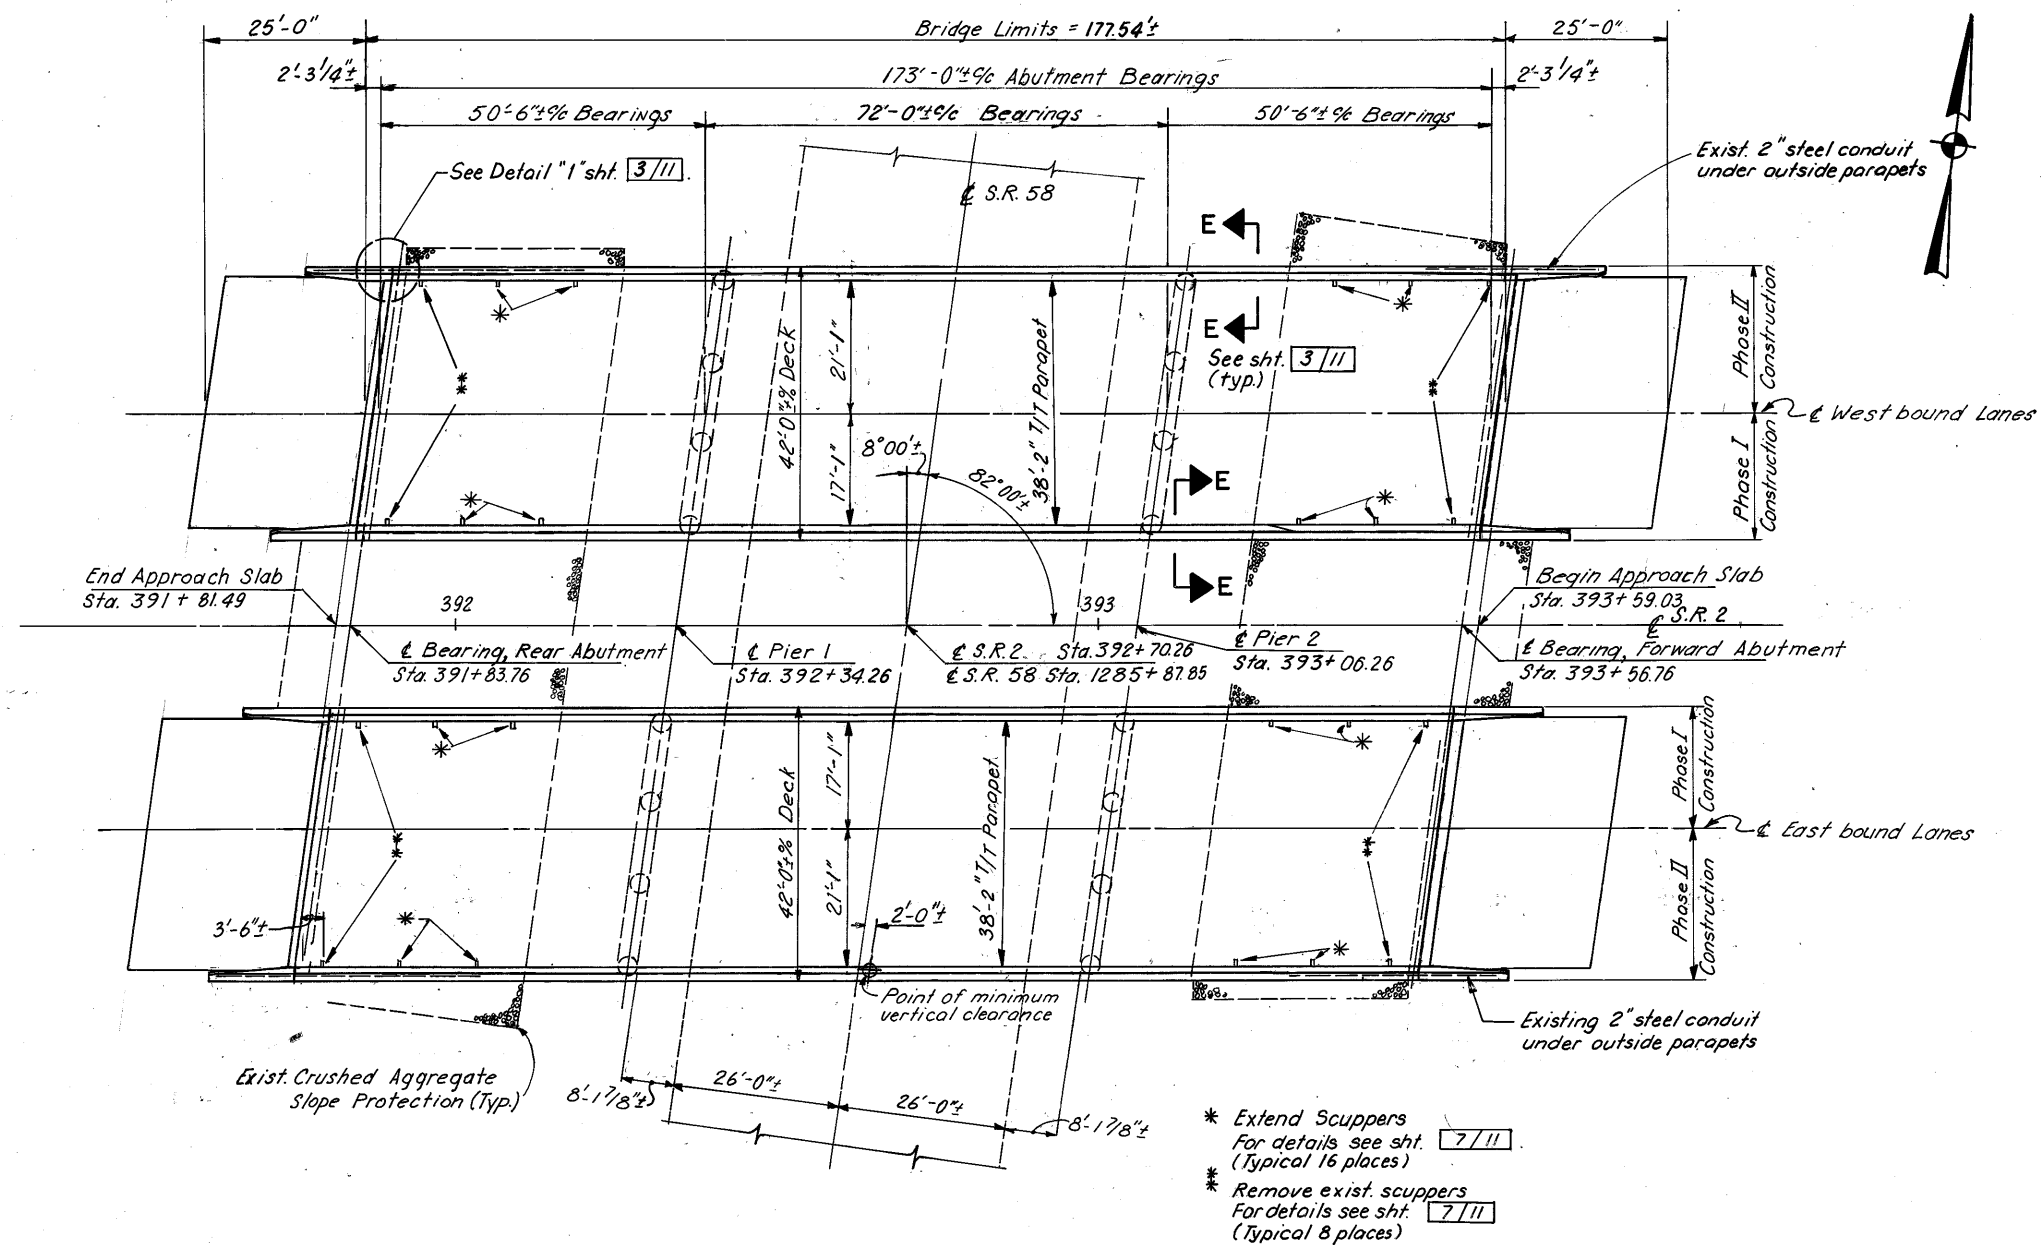 25'-0"
Bridge Limits = 177.54'±
25'-0"
2'-3 1/4"±
173'-0"± c/c Abutment Bearings
2'-3 1/4"±
50'-6"± c/c Bearings
72'-0"± c/c Bearings
50'-6"± c/c Bearings
See Detail "1" sht. 3/11.
℄ S.R. 58
Exist. 2" steel conduit
under outside parapets
E
E
See sht. 3/11
(typ.)
42'-0"± % Deck
21'-1"
17'-1"
38'-2" T/T Parapet
8°00'±
82°00'±
E
E
Phase II
Construction
Phase I
Construction
℄ West bound Lanes
End Approach Slab
Sta. 391 + 81.49
392
393
Begin Approach Slab
Sta. 393+ 59.03
℄ S.R. 2
℄ Bearing, Rear Abutment
Sta. 391+83.76
℄ Pier 1
Sta. 392+34.26
℄ S.R. 2 Sta. 392+70.26
℄ S.R. 58 Sta. 1285+87.85
℄ Pier 2
Sta. 393+06.26
℄ Bearing, Forward Abutment
Sta. 393+56.76
42'-0"± % Deck
17'-1"
21'-1"
38'-2" T/T Parapet.
Phase I
Construction
Phase II
Construction
℄ East bound Lanes
3'-6"±
2'-0"±
Point of minimum
vertical clearance
Existing 2" steel conduit
under outside parapets
Exist. Crushed Aggregate
Slope Protection (Typ.)
8'-1 7/8"±
26'-0"±
26'-0"±
8'-1 7/8"±
* Extend Scuppers
For details see sht. 7/11.
(Typical 16 places)
** Remove exist. scuppers
For details see sht. 7/11
(Typical 8 places)